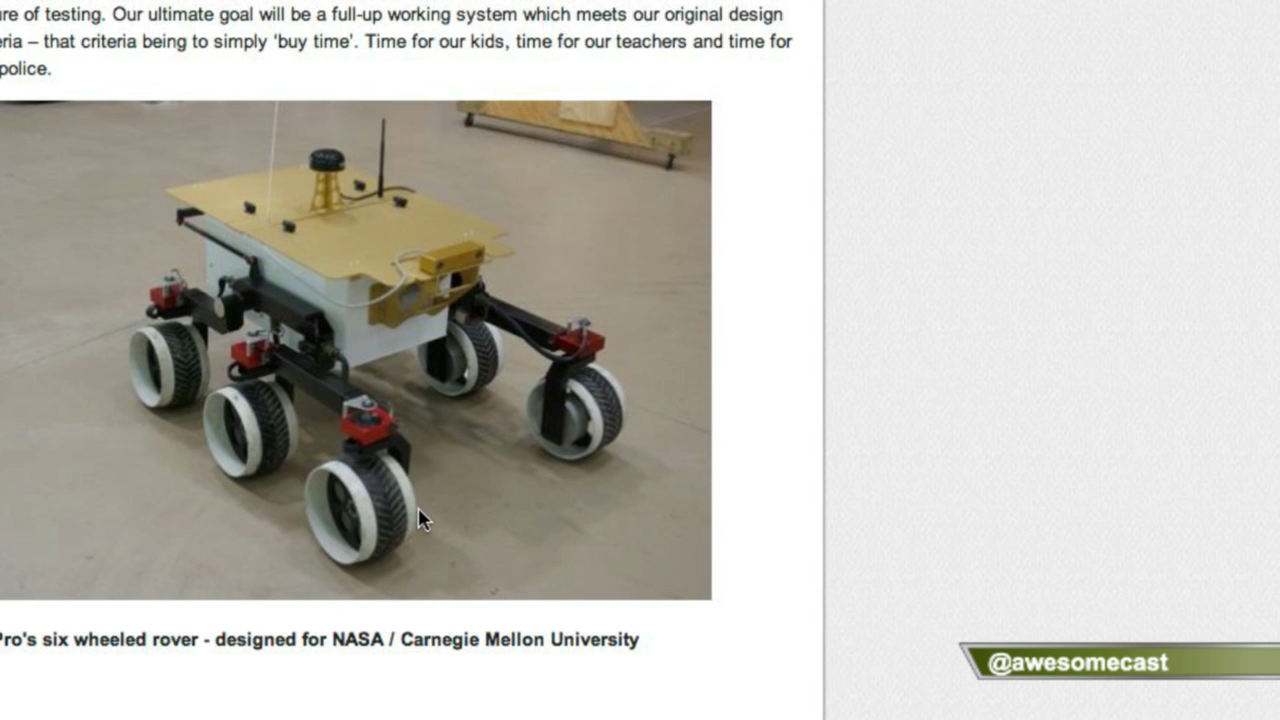 re of testing. Our ultimate goal will be a full-up working system which meets our original design
eria – that criteria being to simply 'buy time'. Time for our kids, time for our teachers and time for
police.
Pro's six wheeled rover - designed for NASA / Carnegie Mellon University
@awesomecast